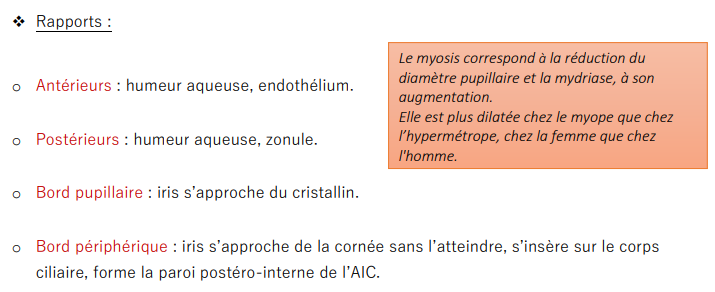 ❖ Rapports :
o Antérieurs : humeur aqueuse, endothélium.
o Postérieurs : humeur aqueuse, zonule.
o Bord pupillaire : iris s’approche du cristallin.
o Bord périphérique : iris s’approche de la cornée sans l’atteindre, s’insère sur le corps
ciliaire, forme la paroi postéro-interne de l’AIC.
Le myosis correspond à la réduction du
diamètre pupillaire et la mydriase, à son
augmentation.
Elle est plus dilatée chez le myope que chez
l’hypermétrope, chez la femme que chez
l'homme.